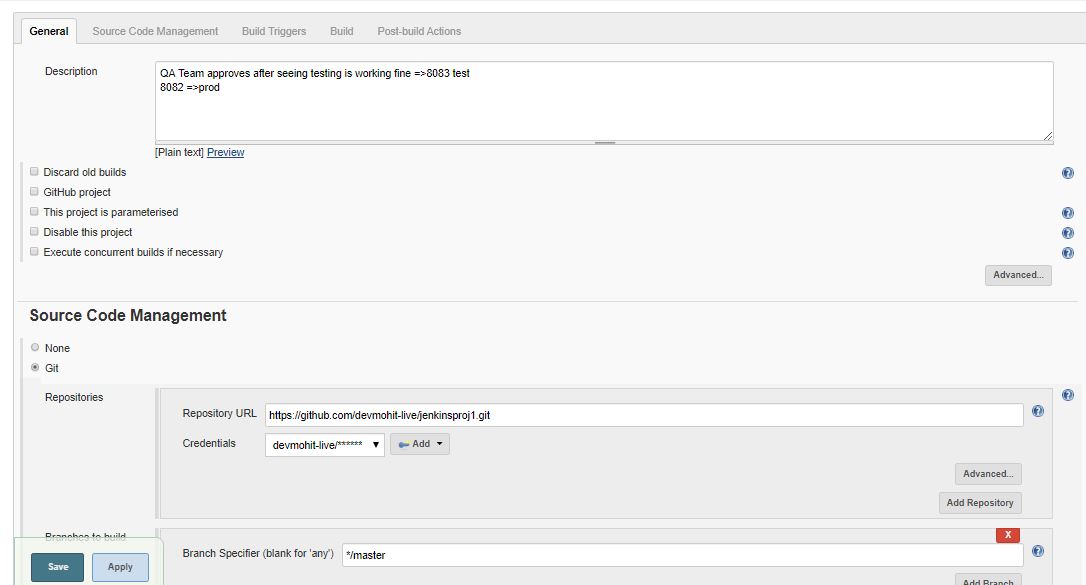 General Source Code Management Build Triggers Build Post-build Actions
Description
QA Team approves after seeing testing is working fine =>8083 test
8082 =>prod
[Plain text] Preview
Discard old builds
GitHub project
This project is parameterised
Disable this project
Execute concurrent builds if necessary
Advanced...
Source Code Management
None
Git
Repositories
Repository URL https://github.com/devmohit-live/jenkinsproj1.git
Credentials devmohit-live/****** Add
Advanced...
Add Repository
Branches to build
X
Branch Specifier (blank for 'any') */master
Save Apply
Add Branch